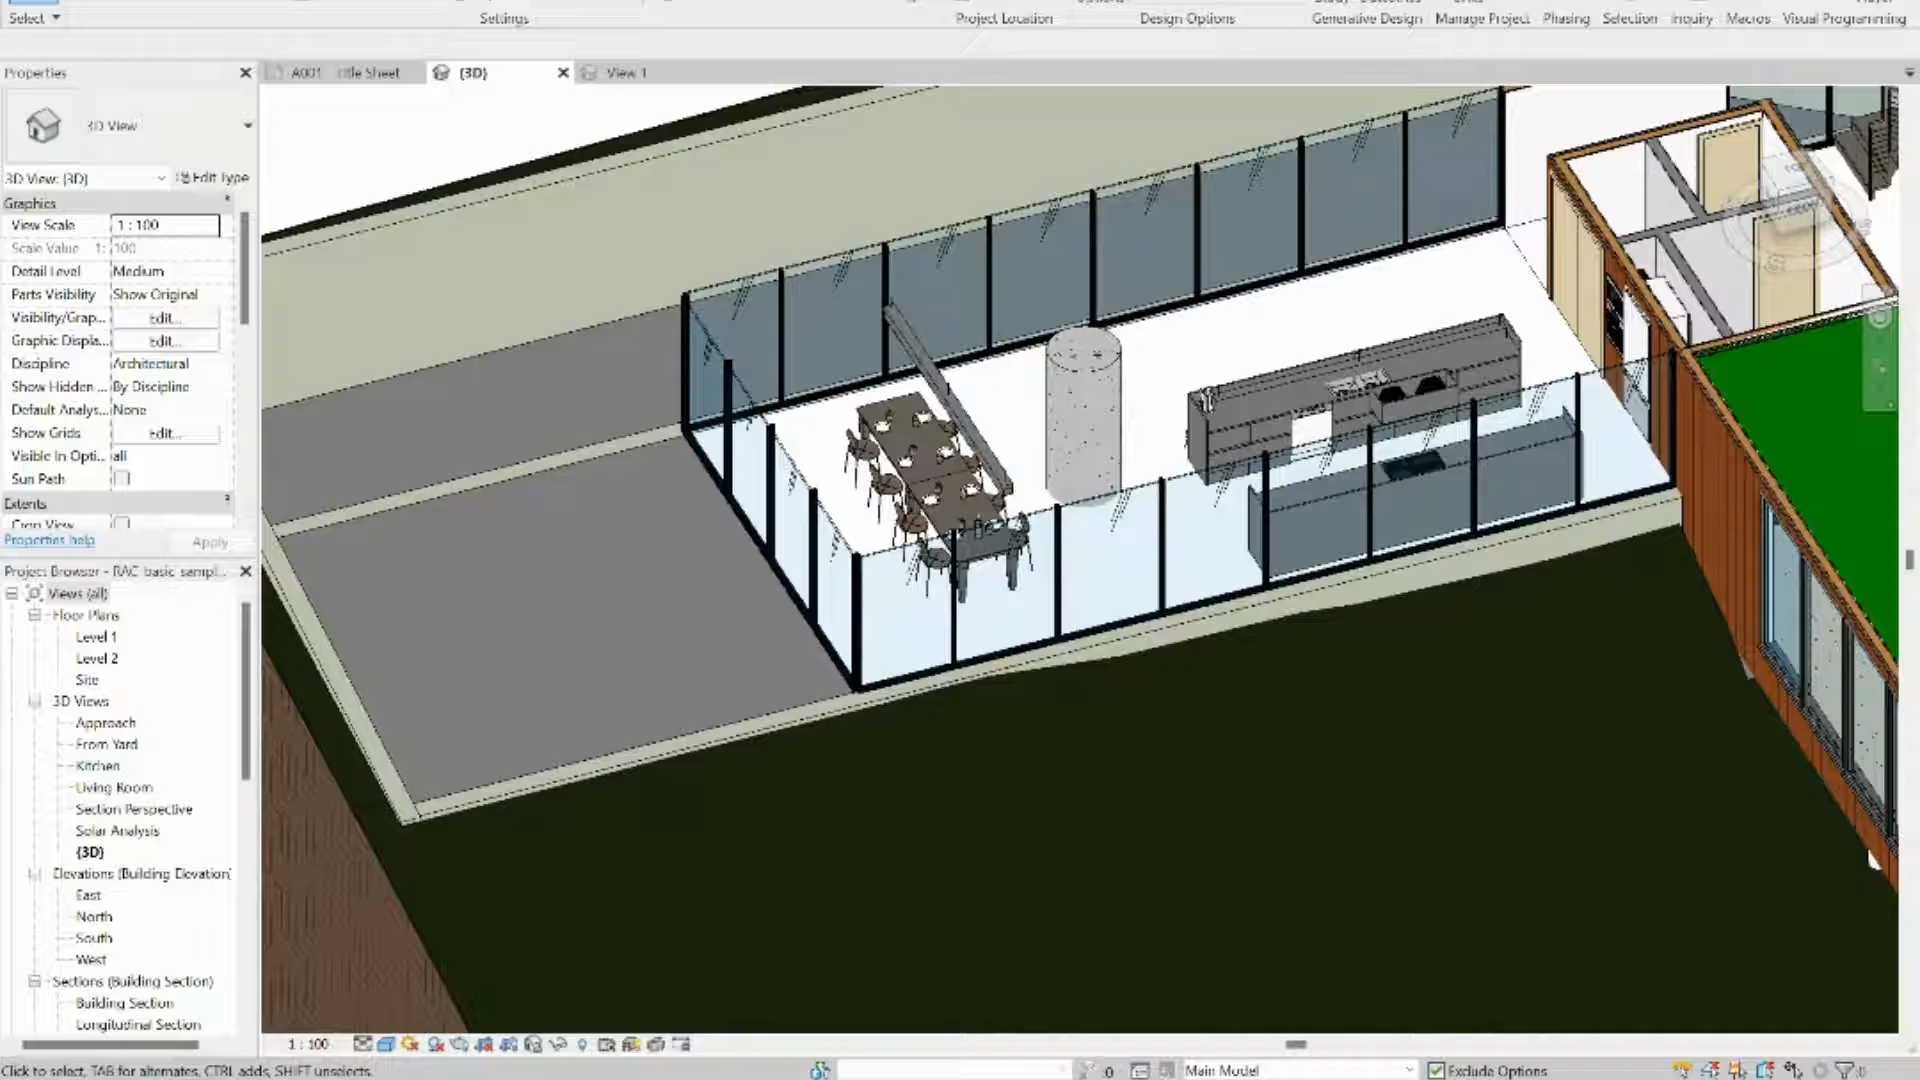 Select
Settings
Project Location
Design Options
Generative Design
Manage Project
Phasing
Selection
Inquiry
Macros
Visual Programming
Properties
A001
Title Sheet
{3D}
View 1
3D View
3D View: {3D}
Edit Type
Graphics
View Scale 1 : 100
Scale Value 1: 100
Detail Level Medium
Parts Visibility Show Original
Visibility/Grap... Edit...
Graphic Displa... Edit...
Discipline Architectural
Show Hidden ... By Discipline
Default Analys... None
Show Grids Edit...
Visible In Opti... all
Sun Path
Extents
Crop View
Properties help
Apply
Project Browser - RAC_basic_sampl...
Views (all)
Floor Plans
Level 1
Level 2
Site
3D Views
Approach
From Yard
Kitchen
Living Room
Section Perspective
Solar Analysis
{3D}
Elevations (Building Elevation)
East
North
South
West
Sections (Building Section)
Building Section
Longitudinal Section
1 : 100
Click to select, TAB for alternates, CTRL adds, SHIFT unselects.
:0
Main Model
Exclude Options
:0